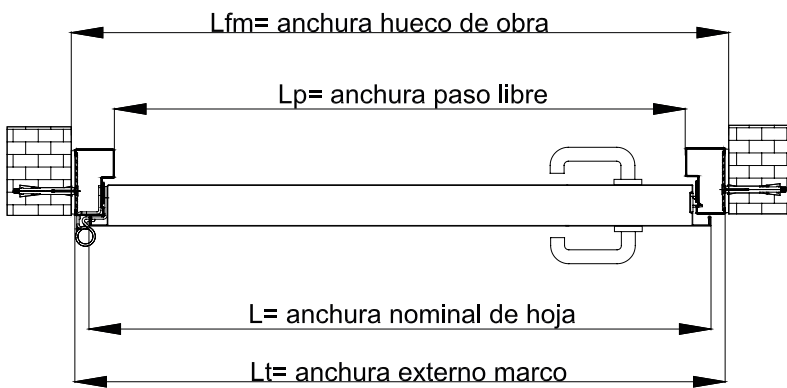 Lfm= anchura hueco de obra
Lp= anchura paso libre
L= anchura nominal de hoja
Lt= anchura externo marco